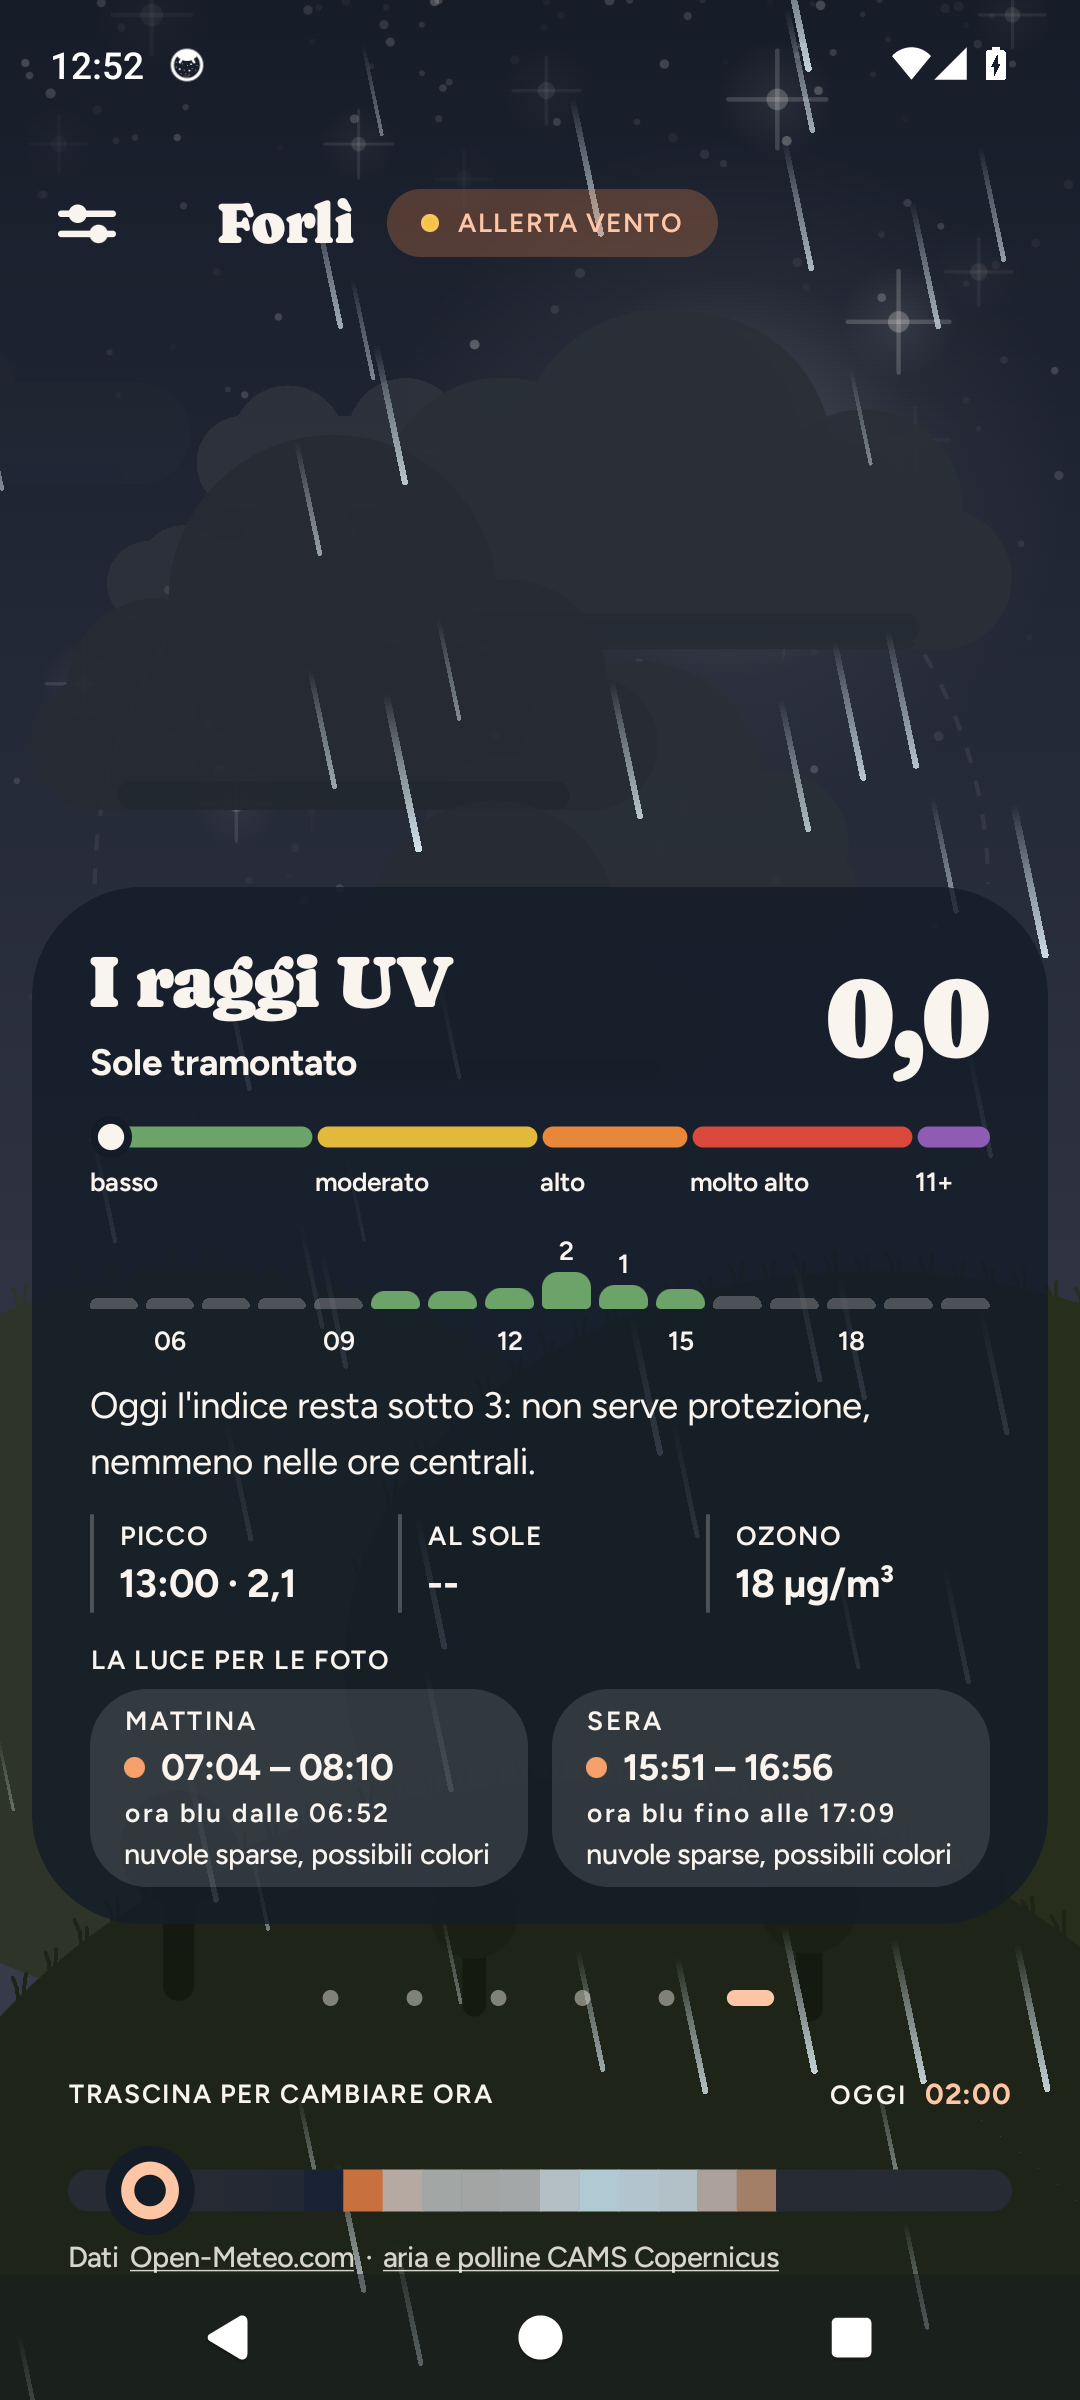 12:52
Forlì
ALLERTA VENTO
I raggi UV
0,0
Sole tramontato
basso moderato alto molto alto 11+
2 1
06 09 12 15 18
Oggi l'indice resta sotto 3: non serve protezione,
nemmeno nelle ore centrali.
PICCO AL SOLE OZONO
13:00 · 2,1 -- 18 µg/m³
LA LUCE PER LE FOTO
MATTINA
07:04 – 08:10
ora blu dalle 06:52
nuvole sparse, possibili colori
SERA
15:51 – 16:56
ora blu fino alle 17:09
nuvole sparse, possibili colori
TRASCINA PER CAMBIARE ORA
OGGI 02:00
Dati Open-Meteo.com · aria e polline CAMS Copernicus